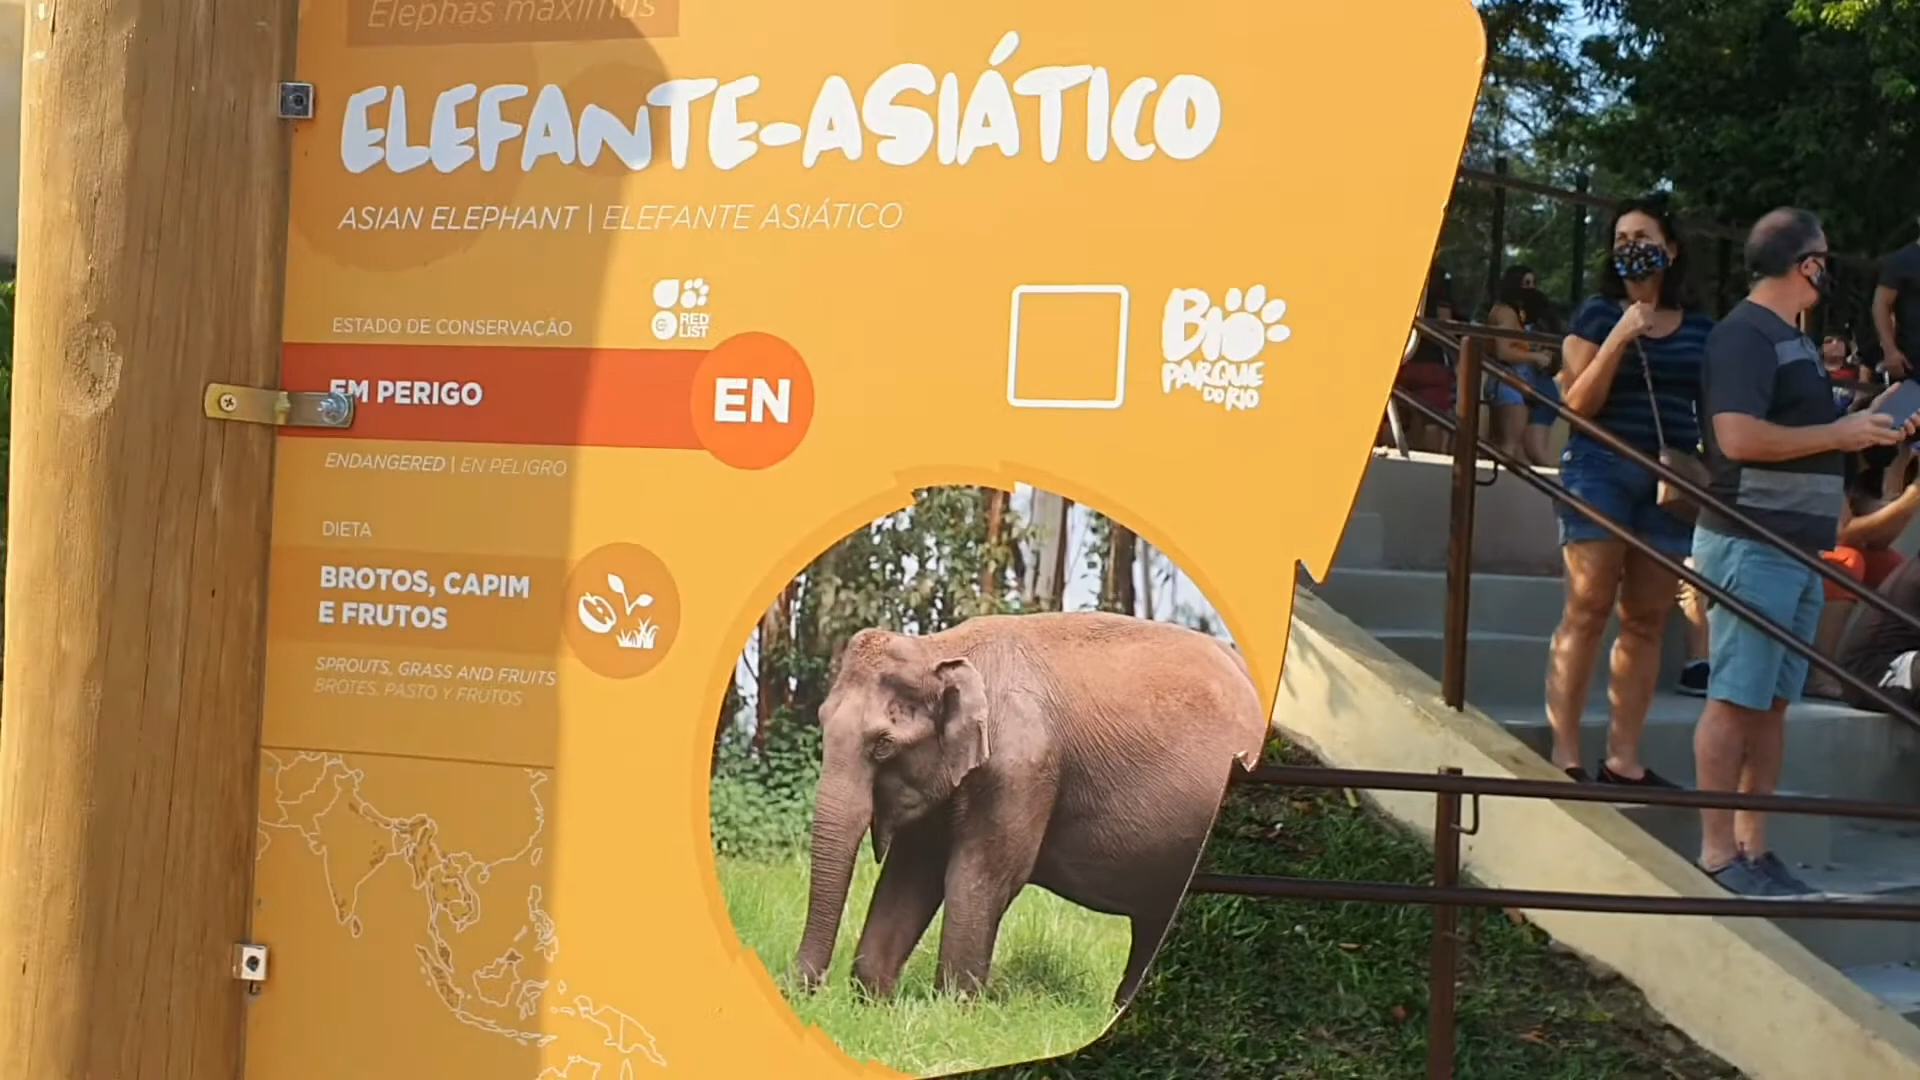 Elephas maximus
ELEFANTE-ASIÁTICO
ASIAN ELEPHANT | ELEFANTE ASIÁTICO
ESTADO DE CONSERVAÇÃO
RED
LIST
EM PERIGO
EN
ENDANGERED | EN PELIGRO
BIO
PARQUE
DO RIO
DIETA
BROTOS, CAPIM
E FRUTOS
SPROUTS, GRASS AND FRUITS
BROTES, PASTO Y FRUTOS